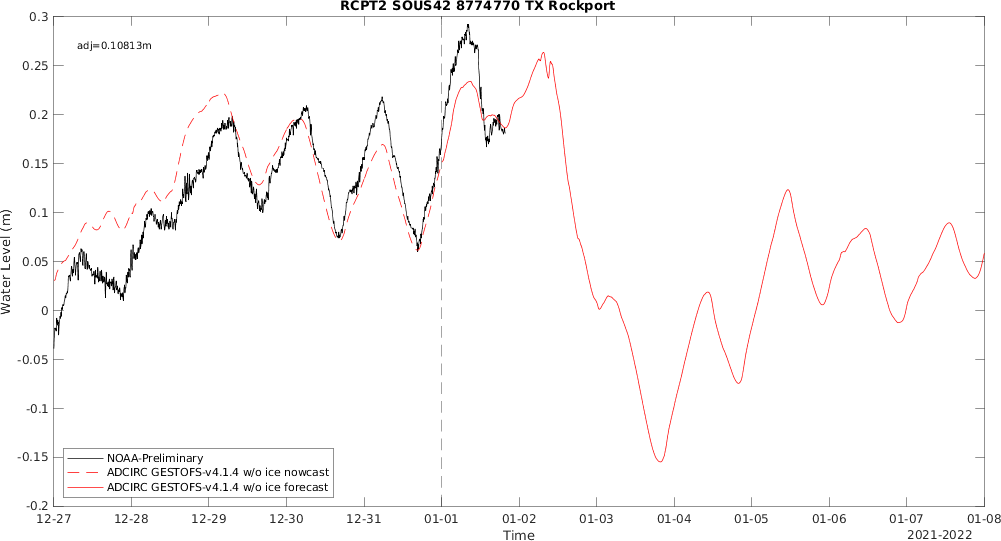 RCPT2 SOUS42 8774770 TX Rockport
adj=0.10813m
0.3
0.25
0.2
0.15
0.1
0.05
0
-0.05
-0.1
-0.15
-0.2
Water Level (m)
NOAA-Preliminary
ADCIRC GESTOFS-v4.1.4 w/o ice nowcast
ADCIRC GESTOFS-v4.1.4 w/o ice forecast
12-27 12-28 12-29 12-30 12-31 01-01 01-02 01-03 01-04 01-05 01-06 01-07 01-08
Time
2021-2022